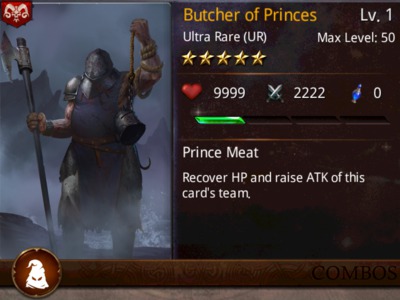 Butcher of Princes Lv. 1
Ultra Rare (UR) Max Level: 50
9999 2222 0
Prince Meat
Recover HP and raise ATK of this
card's team.
COMBOS